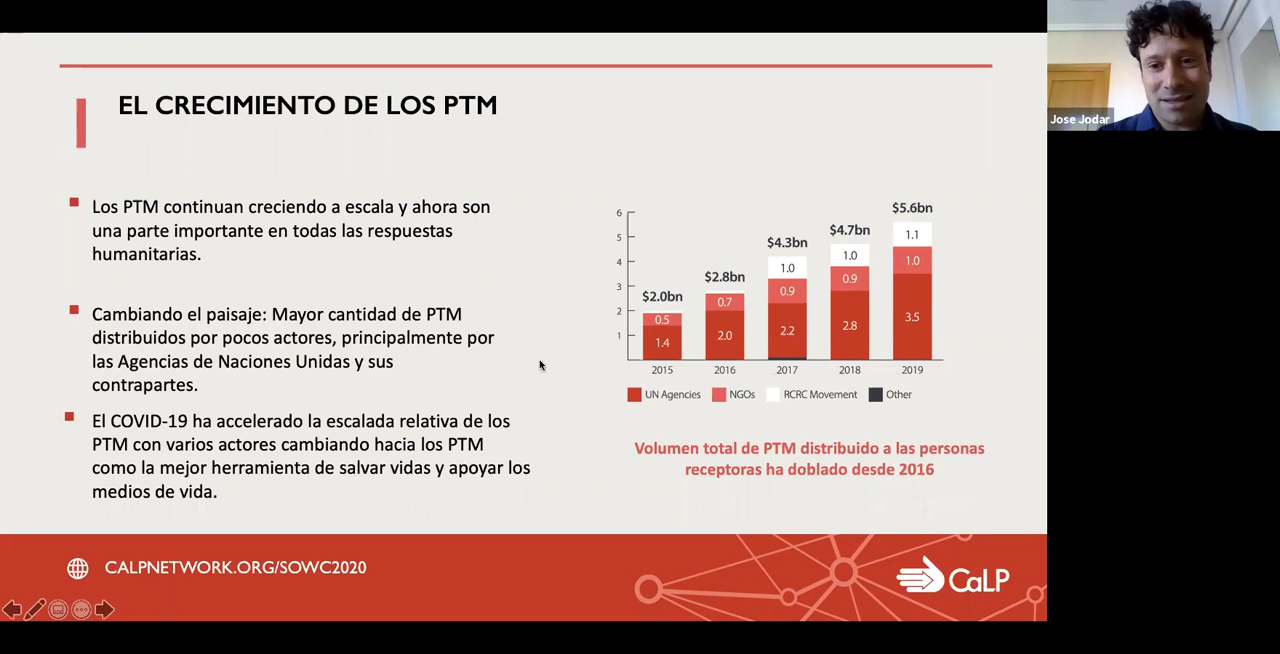 EL CRECIMIENTO DE LOS PTM
Los PTM continuan creciendo a escala y ahora son
una parte importante en todas las respuestas
humanitarias.
Cambiando el paisaje: Mayor cantidad de PTM
distribuidos por pocos actores, principalmente por
las Agencias de Naciones Unidas y sus
contrapartes.
El COVID-19 ha accelerado la escalada relativa de los
PTM con varios actores cambiando hacia los PTM
como la mejor herramienta de salvar vidas y apoyar los
medios de vida.
6
5
4
3
2
1
$2.0bn
0.5
1.4
2015
$2.8bn
0.7
2.0
2016
$4.3bn
1.0
0.9
2.2
2017
$4.7bn
1.0
0.9
2.8
2018
$5.6bn
1.1
1.0
3.5
2019
UN Agencies NGOs RCRC Movement Other
Volumen total de PTM distribuido a las personas
receptoras ha doblado desde 2016
CALPNETWORK.ORG/SOWC2020
CaLP
Jose Jodar